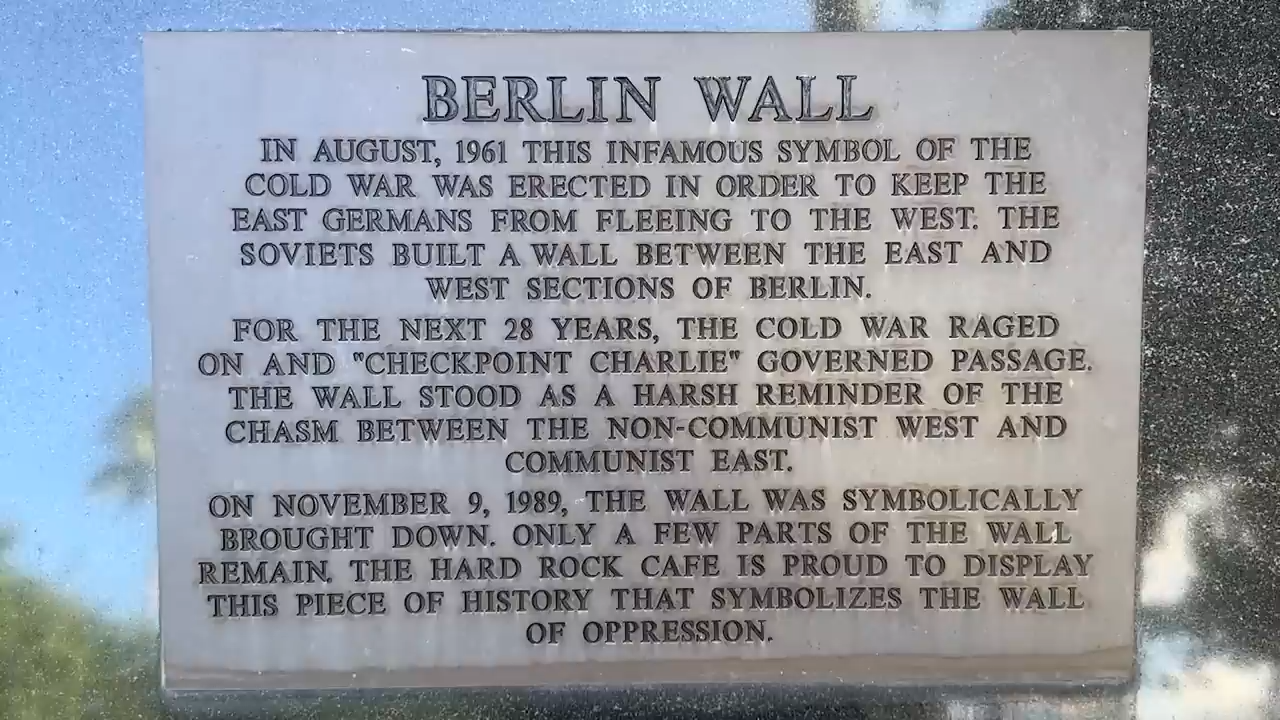 BERLIN WALL
IN AUGUST, 1961 THIS INFAMOUS SYMBOL OF THE
COLD WAR WAS ERECTED IN ORDER TO KEEP THE
EAST GERMANS FROM FLEEING TO THE WEST. THE
SOVIETS BUILT A WALL BETWEEN THE EAST AND
WEST SECTIONS OF BERLIN.
FOR THE NEXT 28 YEARS, THE COLD WAR RAGED
ON AND "CHECKPOINT CHARLIE" GOVERNED PASSAGE.
THE WALL STOOD AS A HARSH REMINDER OF THE
CHASM BETWEEN THE NON-COMMUNIST WEST AND
COMMUNIST EAST.
ON NOVEMBER 9, 1989, THE WALL WAS SYMBOLICALLY
BROUGHT DOWN. ONLY A FEW PARTS OF THE WALL
REMAIN. THE HARD ROCK CAFE IS PROUD TO DISPLAY
THIS PIECE OF HISTORY THAT SYMBOLIZES THE WALL
OF OPPRESSION.